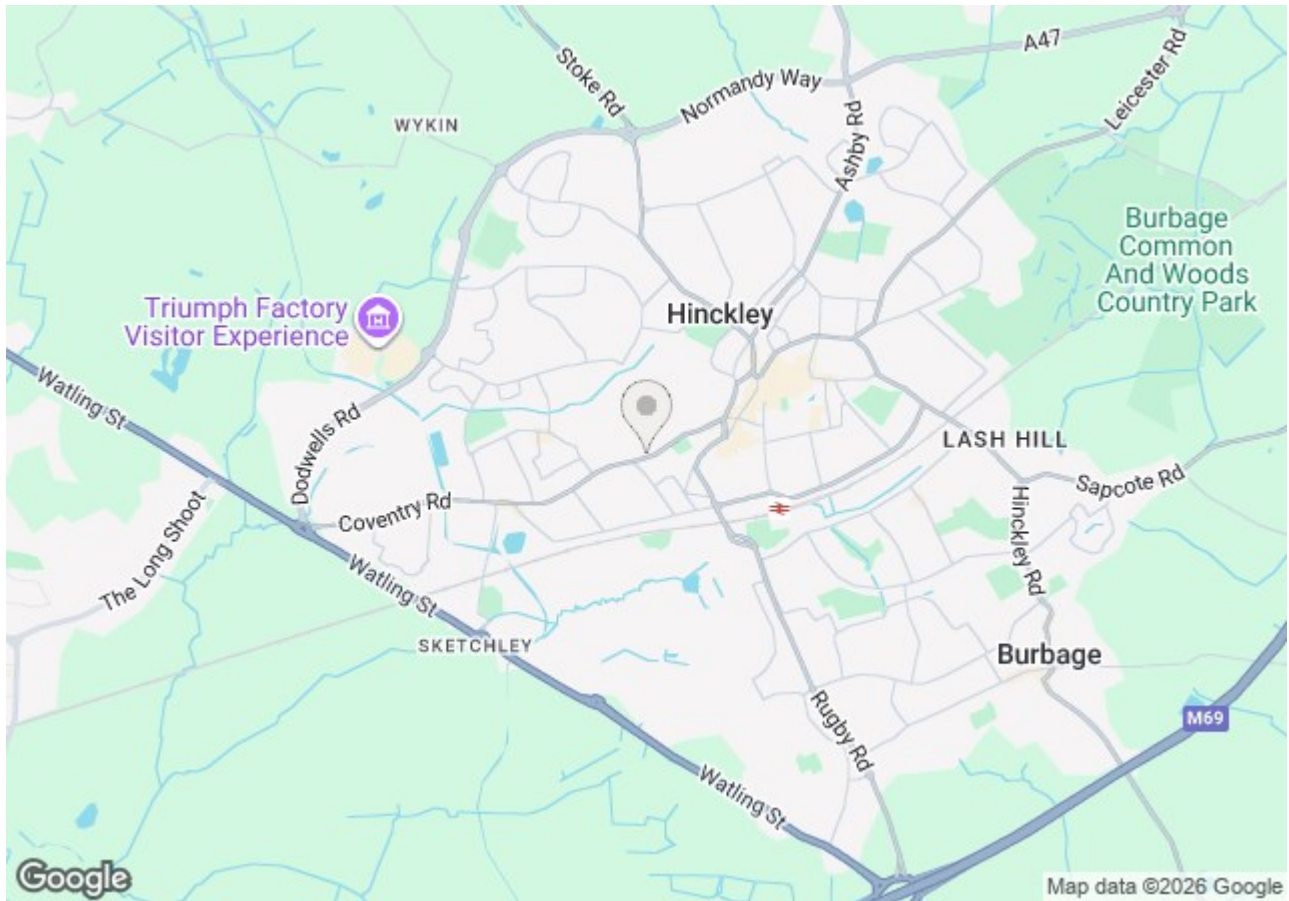 A47
Leicester Rd
Stoke Rd
Normandy Way
WYKIN
Ashby Rd
Burbage
Common
And Woods
Country Park
Triumph Factory
Visitor Experience
Hinckley
Watling St
Dodwells Rd
LASH HILL
Sapcote Rd
Coventry Rd
Hinckley Rd
The Long Shoot
Watling St
SKETCHLEY
Burbage
Rugby Rd
M69
Watling St
Google
Map data ©2026 Google